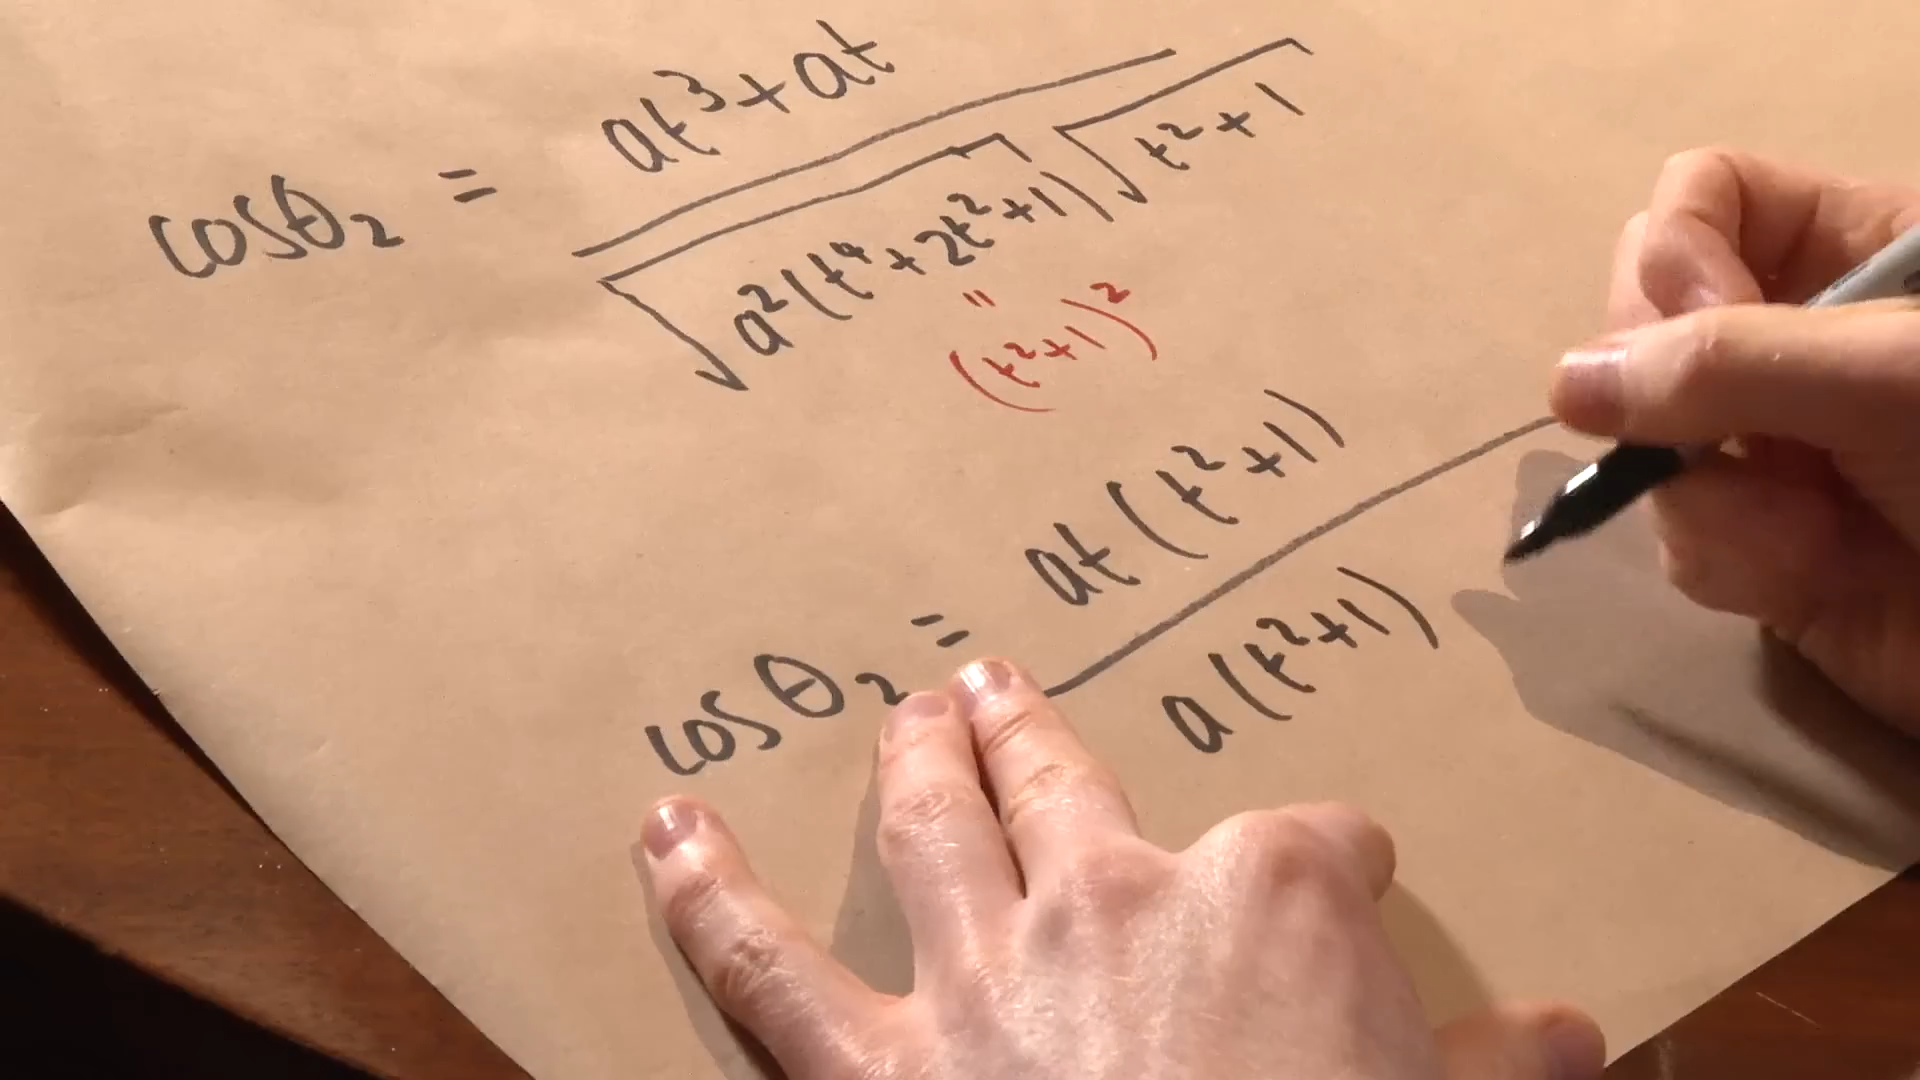 cosθ₂ = (at³+at) / (√(a²(t⁴+2t²+1)) √(t²+1))
"
(t²+1)²
cosθ₂ = at(t²+1) / a(t²+1)